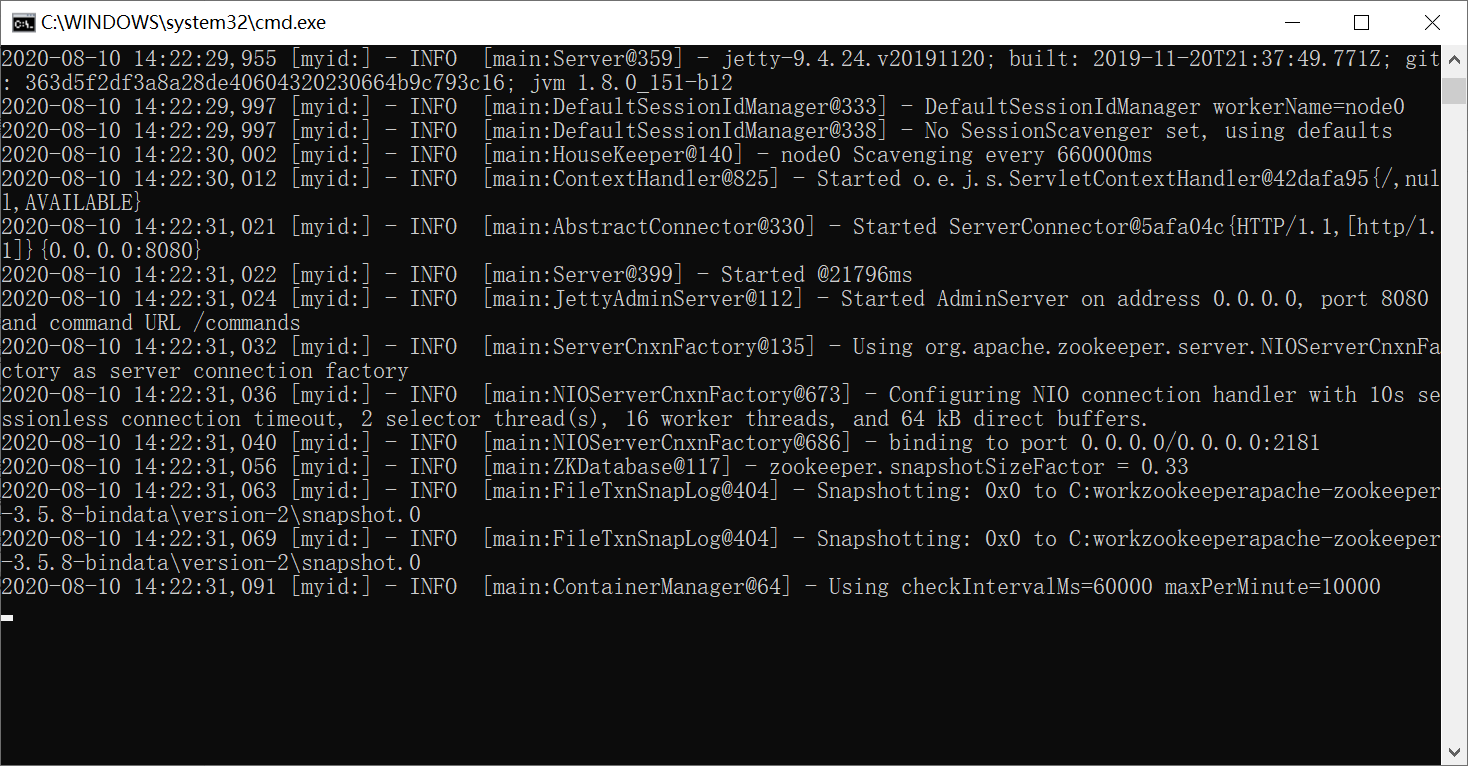 C:\WINDOWS\system32\cmd.exe
2020-08-10 14:22:29,955 [myid:] - INFO  [main:Server@359] - jetty-9.4.24.v20191120; built: 2019-11-20T21:37:49.771Z; git
: 363d5f2df3a8a28de40604320230664b9c793c16; jvm 1.8.0_151-b12
2020-08-10 14:22:29,997 [myid:] - INFO  [main:DefaultSessionIdManager@333] - DefaultSessionIdManager workerName=node0
2020-08-10 14:22:29,997 [myid:] - INFO  [main:DefaultSessionIdManager@338] - No SessionScavenger set, using defaults
2020-08-10 14:22:30,002 [myid:] - INFO  [main:HouseKeeper@140] - node0 Scavenging every 660000ms
2020-08-10 14:22:30,012 [myid:] - INFO  [main:ContextHandler@825] - Started o.e.j.s.ServletContextHandler@42dafa95{/,nul
l,AVAILABLE}
2020-08-10 14:22:31,021 [myid:] - INFO  [main:AbstractConnector@330] - Started ServerConnector@5afa04c{HTTP/1.1,[http/1.
1]}{0.0.0.0:8080}
2020-08-10 14:22:31,022 [myid:] - INFO  [main:Server@399] - Started @21796ms
2020-08-10 14:22:31,024 [myid:] - INFO  [main:JettyAdminServer@112] - Started AdminServer on address 0.0.0.0, port 8080
and command URL /commands
2020-08-10 14:22:31,032 [myid:] - INFO  [main:ServerCnxnFactory@135] - Using org.apache.zookeeper.server.NIOServerCnxnFa
ctory as server connection factory
2020-08-10 14:22:31,036 [myid:] - INFO  [main:NIOServerCnxnFactory@673] - Configuring NIO connection handler with 10s se
ssionless connection timeout, 2 selector thread(s), 16 worker threads, and 64 kB direct buffers.
2020-08-10 14:22:31,040 [myid:] - INFO  [main:NIOServerCnxnFactory@686] - binding to port 0.0.0.0/0.0.0.0:2181
2020-08-10 14:22:31,056 [myid:] - INFO  [main:ZKDatabase@117] - zookeeper.snapshotSizeFactor = 0.33
2020-08-10 14:22:31,063 [myid:] - INFO  [main:FileTxnSnapLog@404] - Snapshotting: 0x0 to C:workzookeeperapache-zookeeper
-3.5.8-bindata\version-2\snapshot.0
2020-08-10 14:22:31,069 [myid:] - INFO  [main:FileTxnSnapLog@404] - Snapshotting: 0x0 to C:workzookeeperapache-zookeeper
-3.5.8-bindata\version-2\snapshot.0
2020-08-10 14:22:31,091 [myid:] - INFO  [main:ContainerManager@64] - Using checkIntervalMs=60000 maxPerMinute=10000